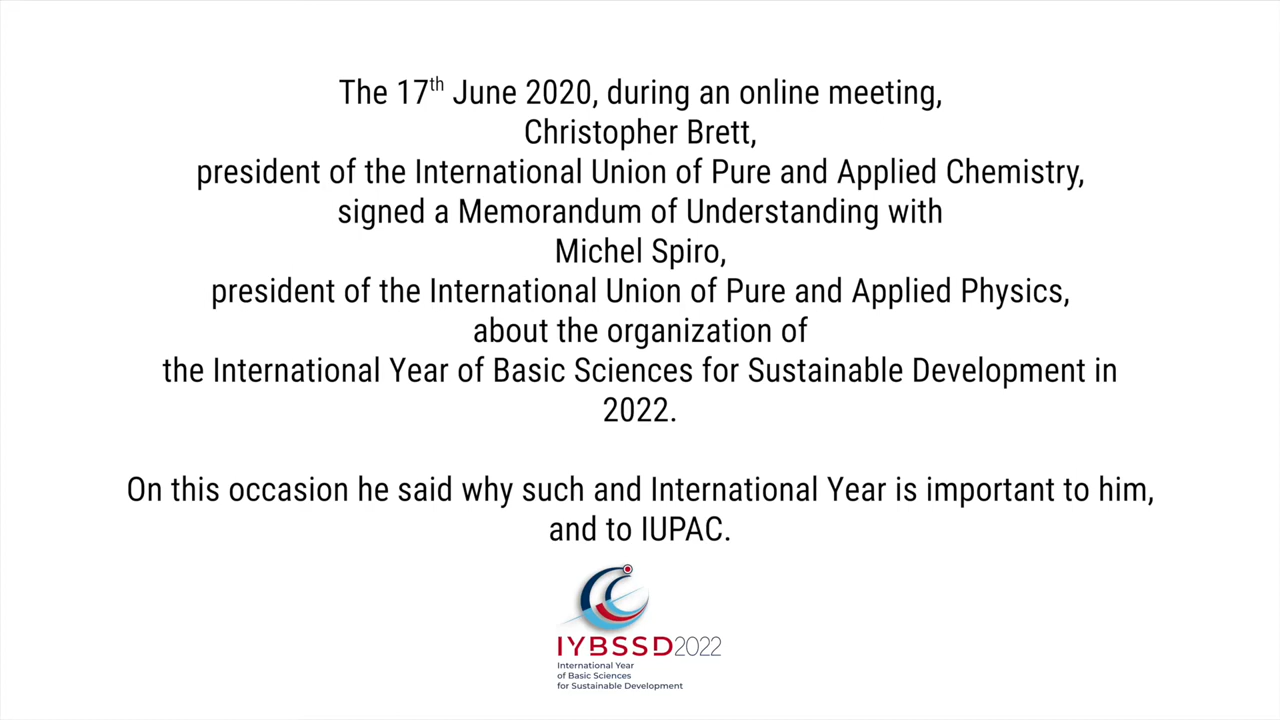 The 17th June 2020, during an online meeting,
Christopher Brett,
president of the International Union of Pure and Applied Chemistry,
signed a Memorandum of Understanding with
Michel Spiro,
president of the International Union of Pure and Applied Physics,
about the organization of
the International Year of Basic Sciences for Sustainable Development in
2022.
On this occasion he said why such and International Year is important to him,
and to IUPAC.
IYBSSD2022
International Year
of Basic Sciences
for Sustainable Development